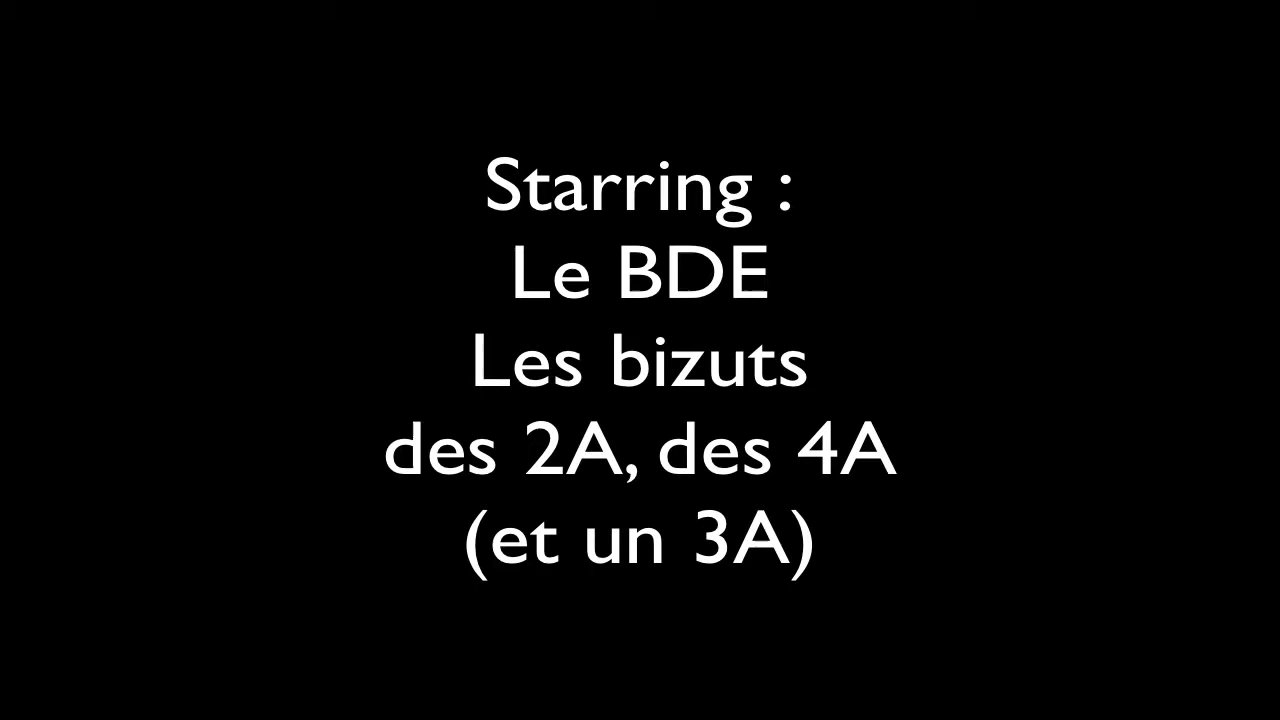 Starring :
Le BDE
Les bizuts
des 2A, des 4A
(et un 3A)